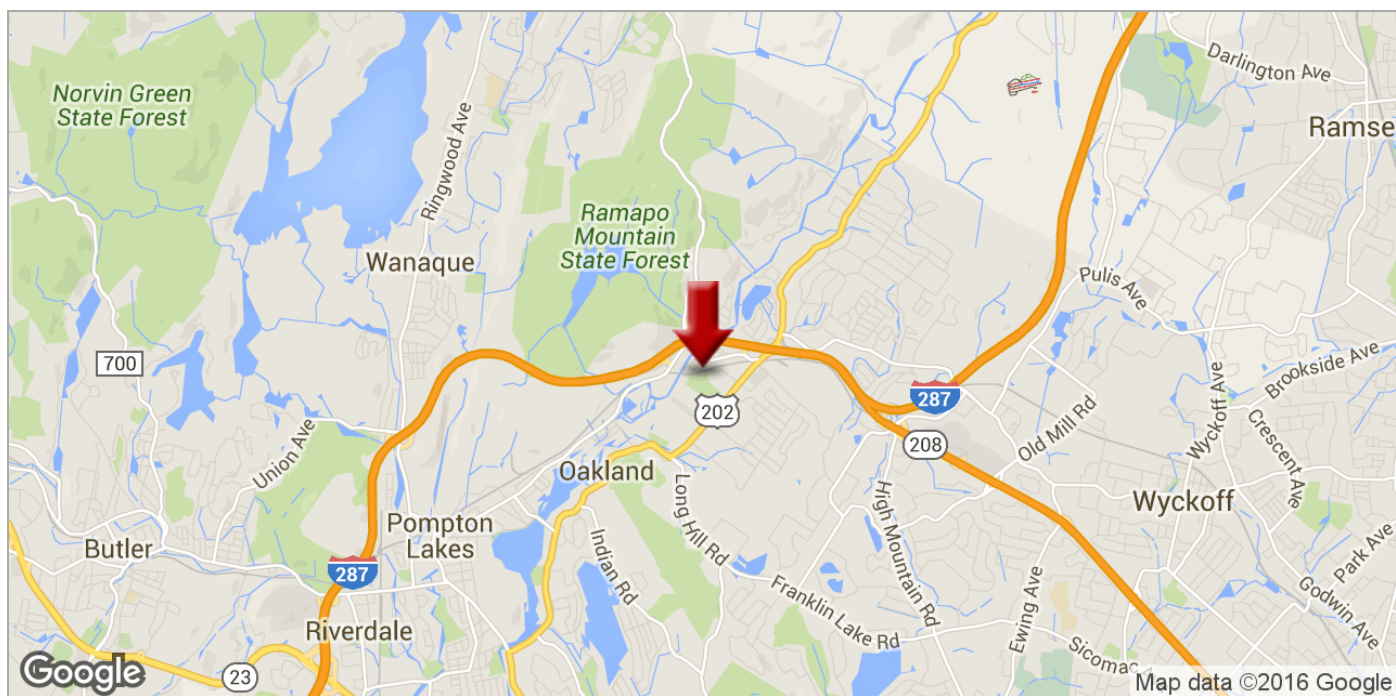 Norvin Green
State Forest
Ringwood Ave
Darlington Ave
Ramse
Ramapo
Mountain
State Forest
Wanaque
Pulis Ave
700
287
202
208
Old Mill Rd
Wyckoff Ave
Brookside Ave
Crescent Ave
Union Ave
Oakland
Long Hill Rd
High Mountain Rd
Wyckoff
Pompton
Lakes
Butler
287
Indian Rd
Franklin Lake Rd
Ewing Ave
Park Ave
Godwin Ave
Riverdale
Sicomac
23
Google
Map data ©2016 Google